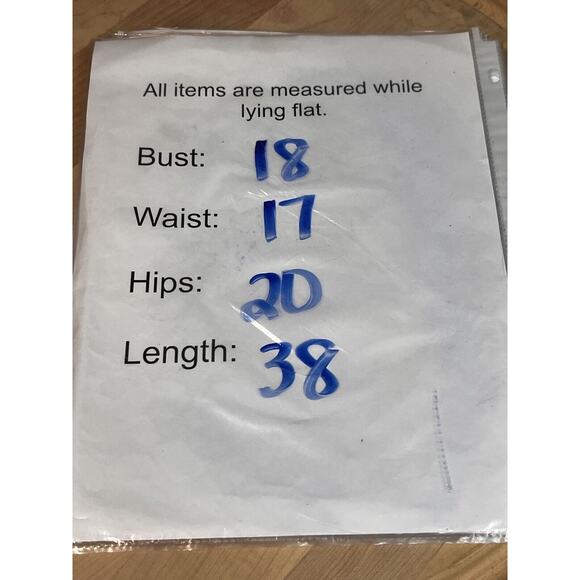 All items are measured while
lying flat.
Bust: 18
Waist: 17
Hips: 20
Length: 38